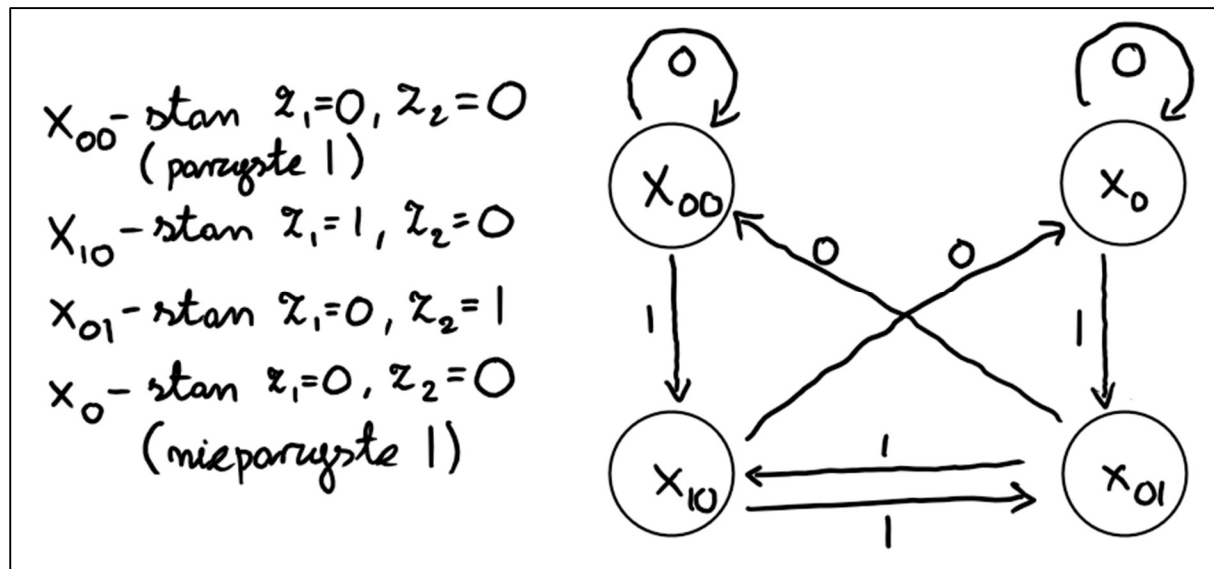 X₀₀ - stan z₁=0, z₂=0
(parzyste 1)
X₁₀ - stan z₁=1, z₂=0
X₀₁ - stan z₁=0, z₂=1
X₀ - stan z₁=0, z₂=0
(nieparzyste 1)
0 0
X₀₀ X₀
0 0
1 1
1
X₁₀ X₀₁
1